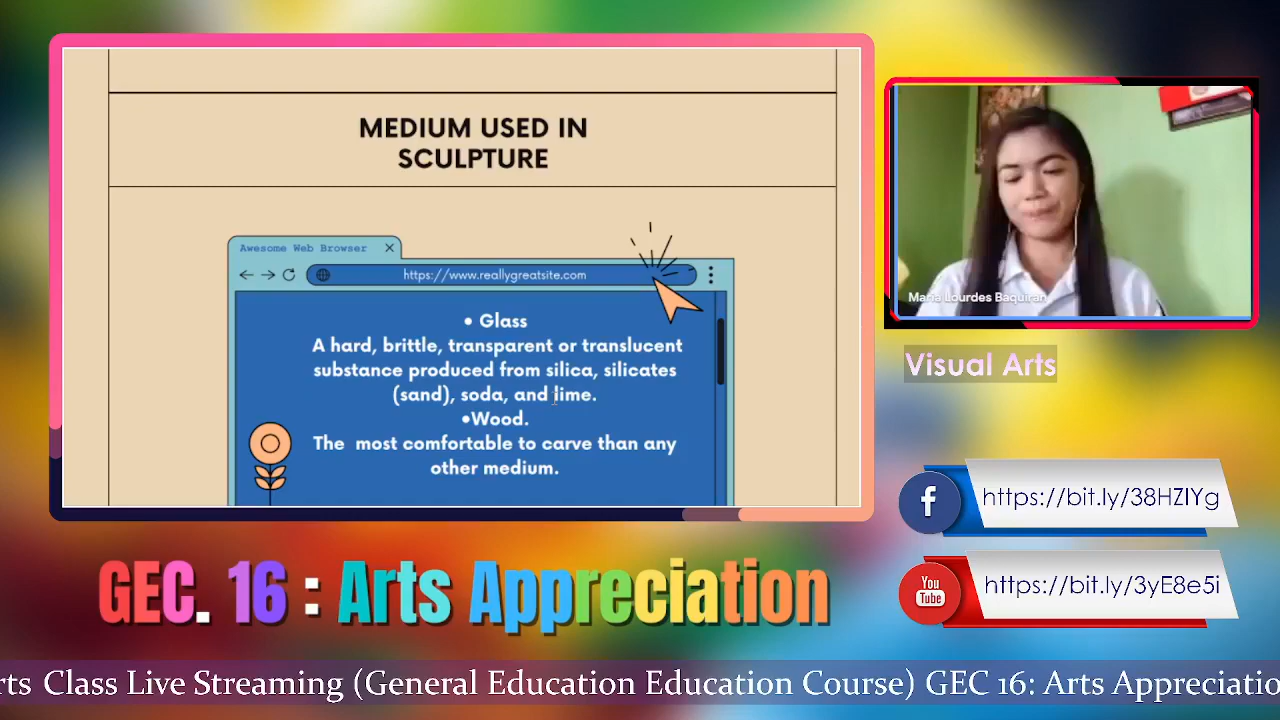 MEDIUM USED IN
SCULPTURE
Awesome Web Browser
https://www.reallygreatsite.com
• Glass
A hard, brittle, transparent or translucent
substance produced from silica, silicates
(sand), soda, and lime.
•Wood.
The most comfortable to carve than any
other medium.
Maria Lourdes Baquiran
Visual Arts
f
https://bit.ly/38HZlYg
You
Tube
https://bit.ly/3yE8e5i
GEC. 16 : Arts Appreciation
rts Class Live Streaming (General Education Education Course) GEC 16: Arts Appreciatio